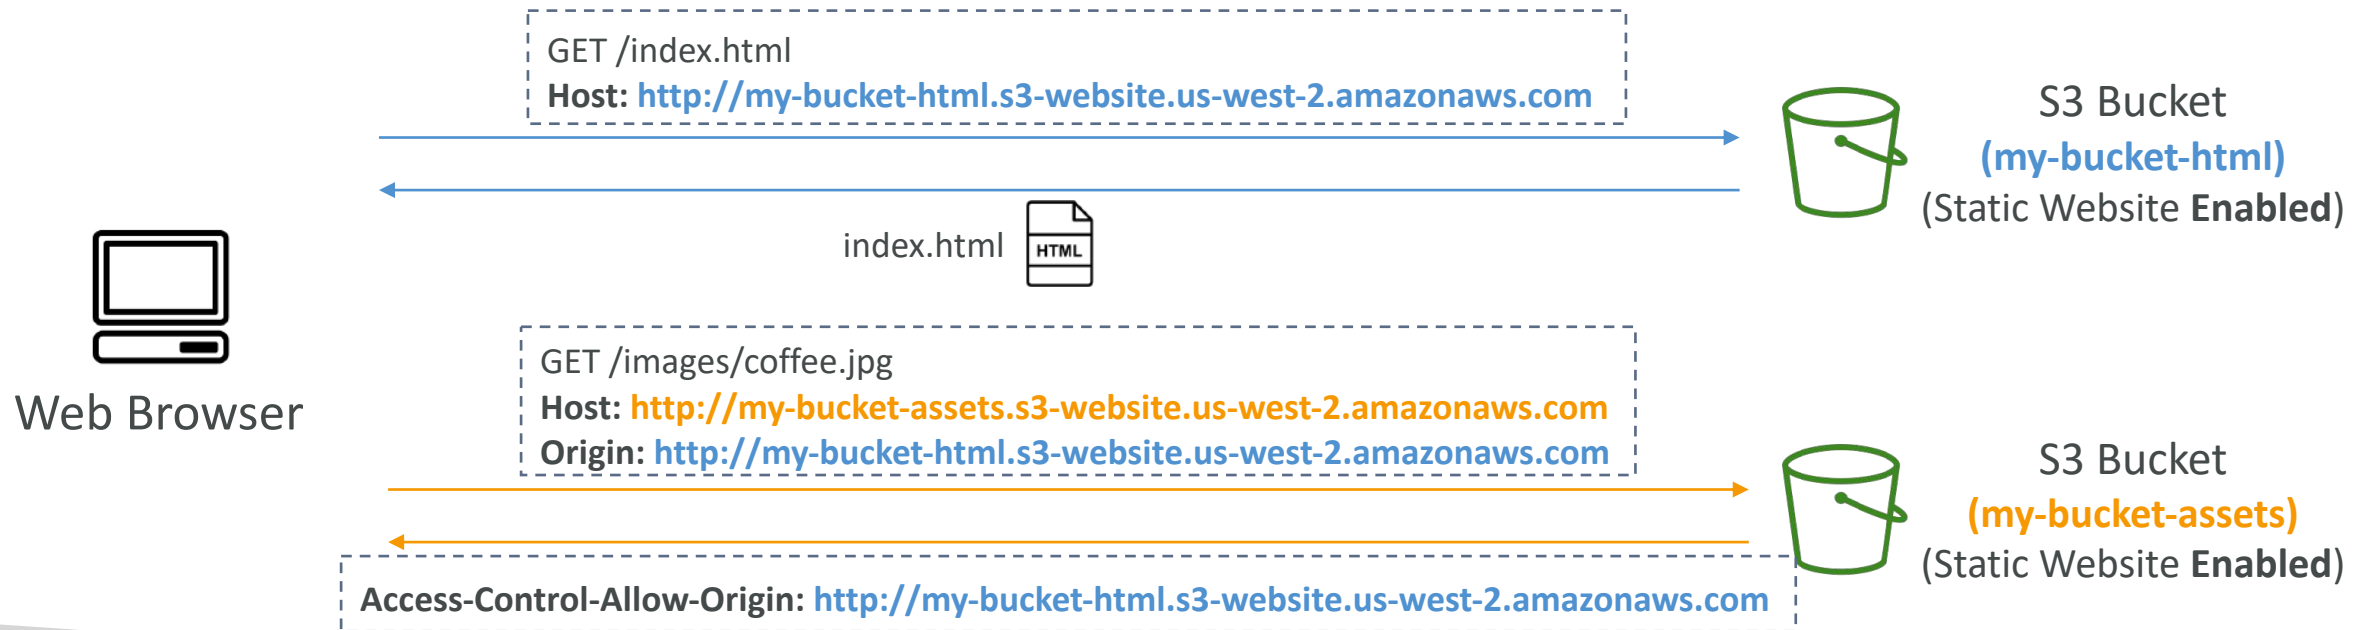 GET /index.html
Host: http://my-bucket-html.s3-website.us-west-2.amazonaws.com
S3 Bucket
(my-bucket-html)
(Static Website Enabled)
index.html
HTML
Web Browser
GET /images/coffee.jpg
Host: http://my-bucket-assets.s3-website.us-west-2.amazonaws.com
Origin: http://my-bucket-html.s3-website.us-west-2.amazonaws.com
S3 Bucket
(my-bucket-assets)
(Static Website Enabled)
Access-Control-Allow-Origin: http://my-bucket-html.s3-website.us-west-2.amazonaws.com